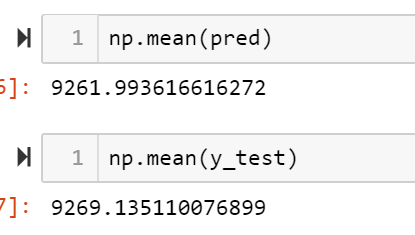 1 np.mean(pred)
6]: 9261.993616616272
1 np.mean(y_test)
7]: 9269.135110076899